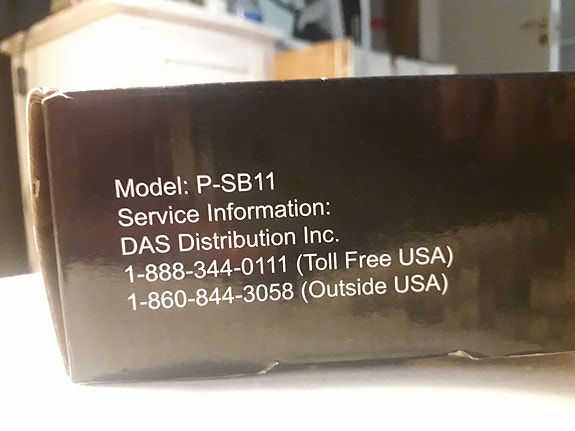 Model: P-SB11
Service Information:
DAS Distribution Inc.
1-888-344-0111 (Toll Free USA)
1-860-844-3058 (Outside USA)